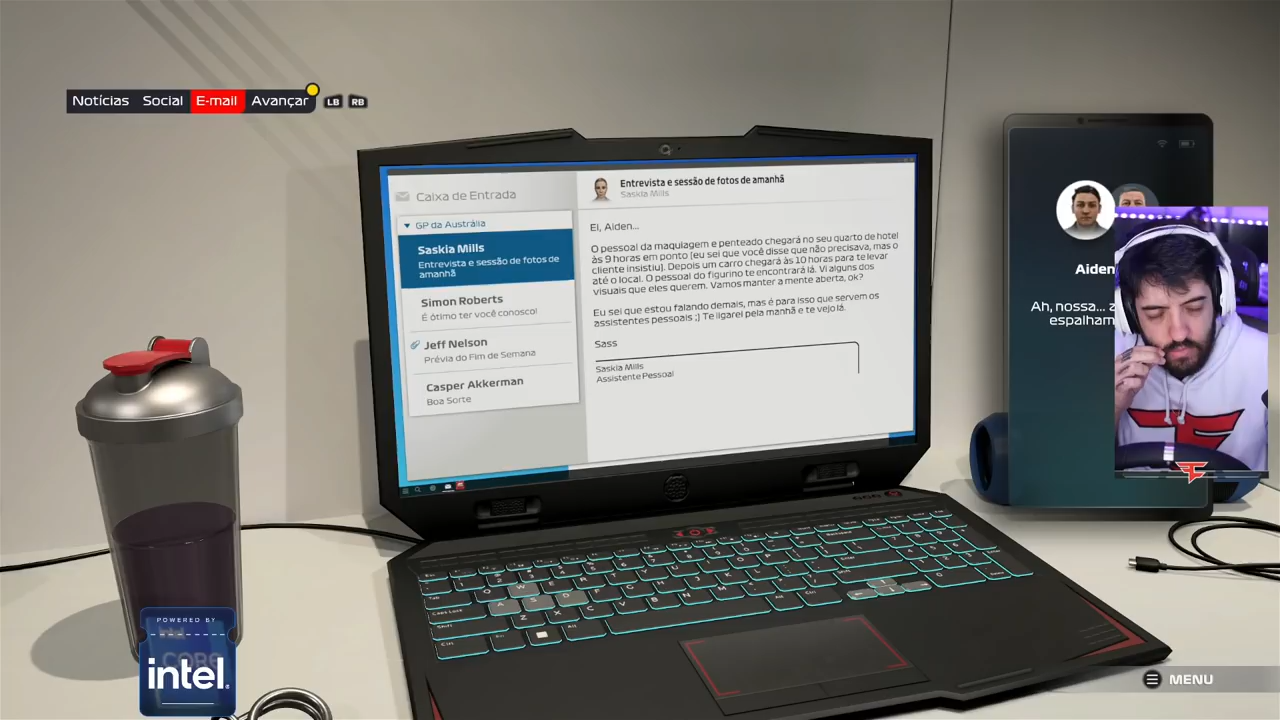 Notícias Social E-mail Avançar LB RB
Caixa de Entrada
GP da Austrália
Saskia Mills
Entrevista e sessão de fotos de
amanhã
Simon Roberts
É ótimo ter você conosco!
Jeff Nelson
Prévia do Fim de Semana
Casper Akkerman
Boa Sorte
Entrevista e sessão de fotos de amanhã
Saskia Mills
Ei, Aiden...
O pessoal da maquiagem e penteado chegará no seu quarto de hotel
às 9 horas em ponto [eu sei que você disse que não precisava, mas o
cliente insistiu]. Depois um carro chegará às 10 horas para te levar
até o local. O pessoal do figurino te encontrará lá. Vi alguns dos
visuais que eles querem. Vamos manter a mente aberta, ok?
Eu sei que estou falando demais, mas é para isso que servem os
assistentes pessoais ;) Te ligarei pela manhã e te vejo lá.
Sass
Saskia Mills
Assistente Pessoal
Aiden
Ah, nossa...
espalham
POWERED BY
intel.
MENU